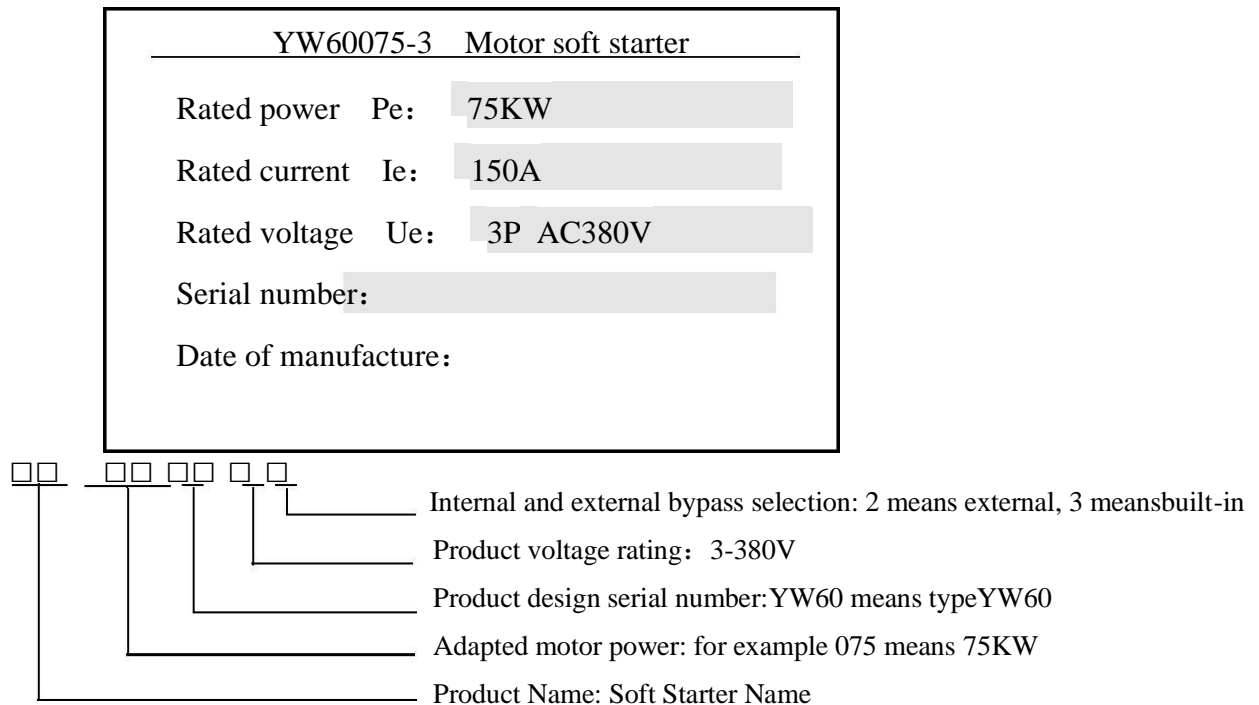 YW60075-3 Motor soft starter
Rated power Pe： 75KW
Rated current Ie： 150A
Rated voltage Ue： 3P AC380V
Serial number：
Date of manufacture：
□□ □□ □□ □ □
Internal and external bypass selection: 2 means external, 3 meansbuilt-in
Product voltage rating：3-380V
Product design serial number:YW60 means typeYW60
Adapted motor power: for example 075 means 75KW
Product Name: Soft Starter Name